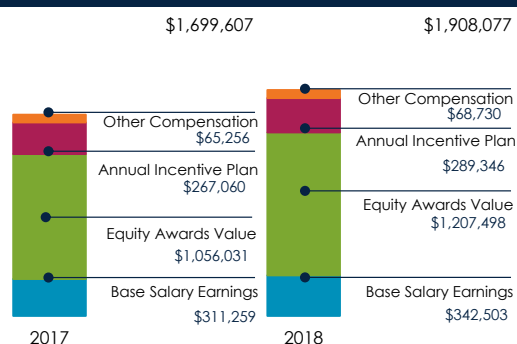 $1,699,607
Other Compensation
$65,256
Annual Incentive Plan
$267,060
Equity Awards Value
$1,056,031
Base Salary Earnings
$311,259
2017
$1,908,077
Other Compensation
$68,730
Annual Incentive Plan
$289,346
Equity Awards Value
$1,207,498
Base Salary Earnings
$342,503
2018